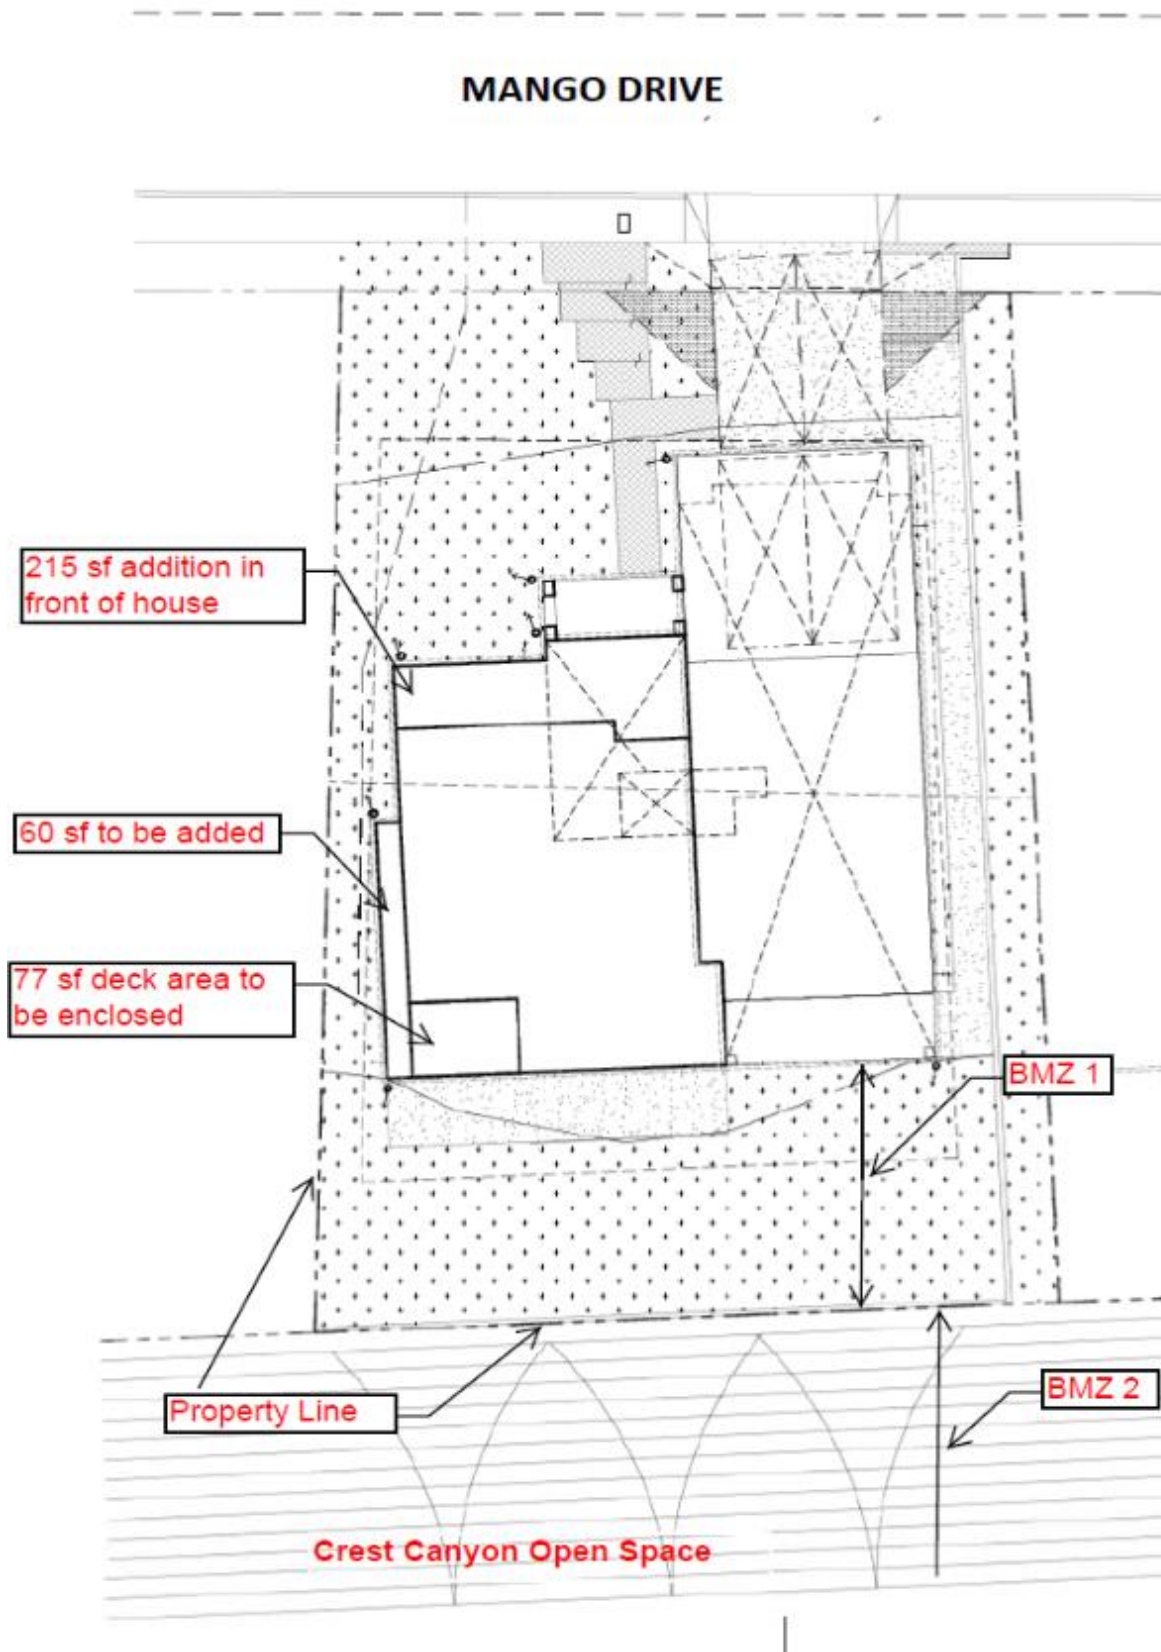 MANGO DRIVE
215 sf addition in
front of house
60 sf to be added
77 sf deck area to
be enclosed
BMZ 1
Property Line
BMZ 2
Crest Canyon Open Space